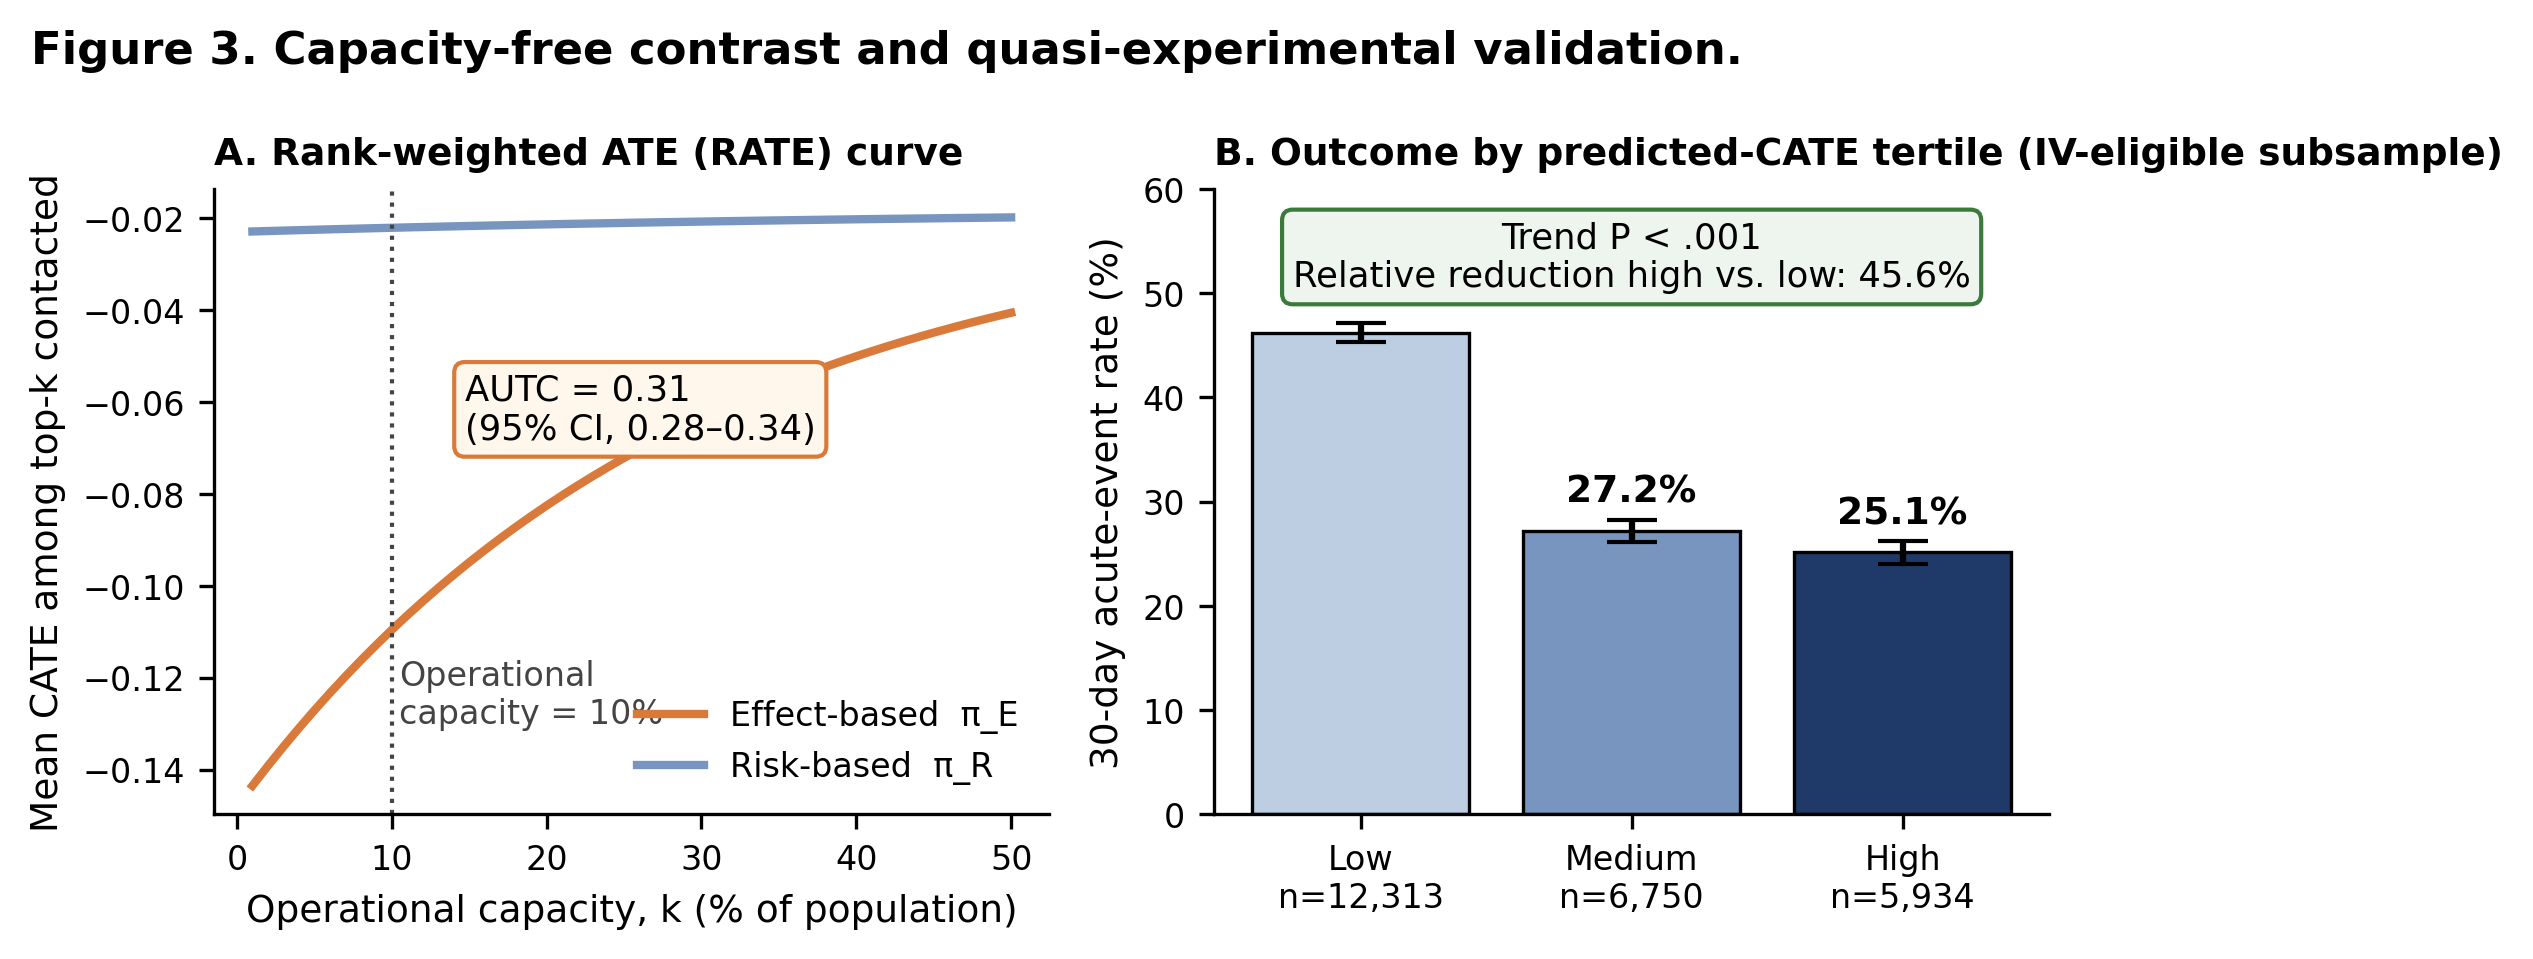 Figure 3. Capacity-free contrast and quasi-experimental validation.
A. Rank-weighted ATE (RATE) curve
Mean CATE among top-k contacted
−0.02
−0.04
−0.06
−0.08
−0.10
−0.12
−0.14
AUTC = 0.31
(95% CI, 0.28–0.34)
Operational
capacity = 10%
Effect-based π_E
Risk-based π_R
0 10 20 30 40 50
Operational capacity, k (% of population)
B. Outcome by predicted-CATE tertile (IV-eligible subsample)
30-day acute-event rate (%)
60
50
40
30
20
10
0
Trend P < .001
Relative reduction high vs. low: 45.6%
27.2%
25.1%
Low Medium High
n=12,313 n=6,750 n=5,934